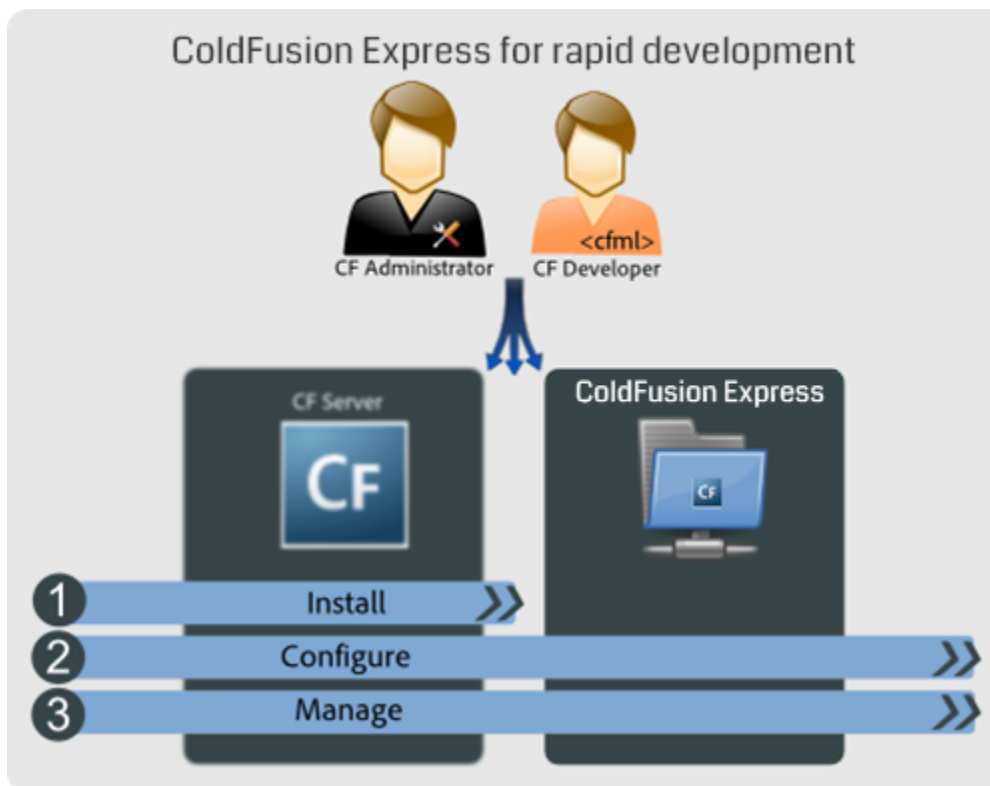 ColdFusion Express for rapid development
<cfml>
CF Administrator
CF Developer
CF Server
ColdFusion Express
CF
CF
1 Install
2 Configure
3 Manage